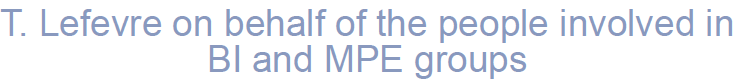 T. Lefevre on behalf of the people involved in
BI and MPE groups